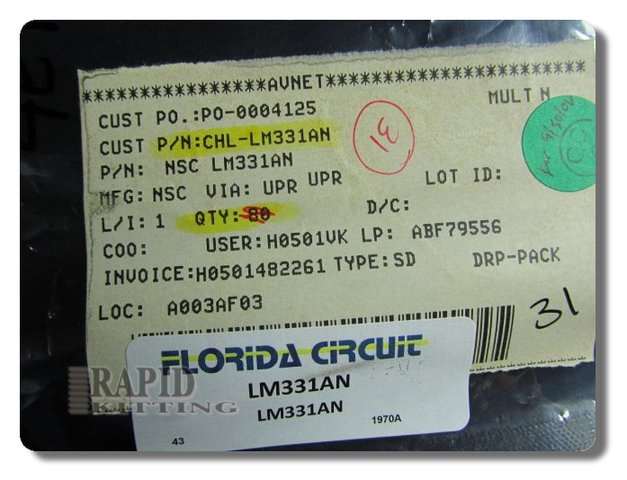 ********************AVNET********************
CUST PO.:PO-0004125
MULT N
CUST P/N:CHL-LM331AN
P/N: NSC LM331AN
MFG: NSC VIA: UPR UPR
LOT ID:
L/I: 1 QTY: 80
D/C:
COO: USER:H0501VK LP: ABF79556
INVOICE:H0501482261 TYPE:SD DRP-PACK
LOC: A003AF03
31
31
FLORIDA CIRCUIT
LM331AN
LM331AN
43
1970A
RAPID
KITTING